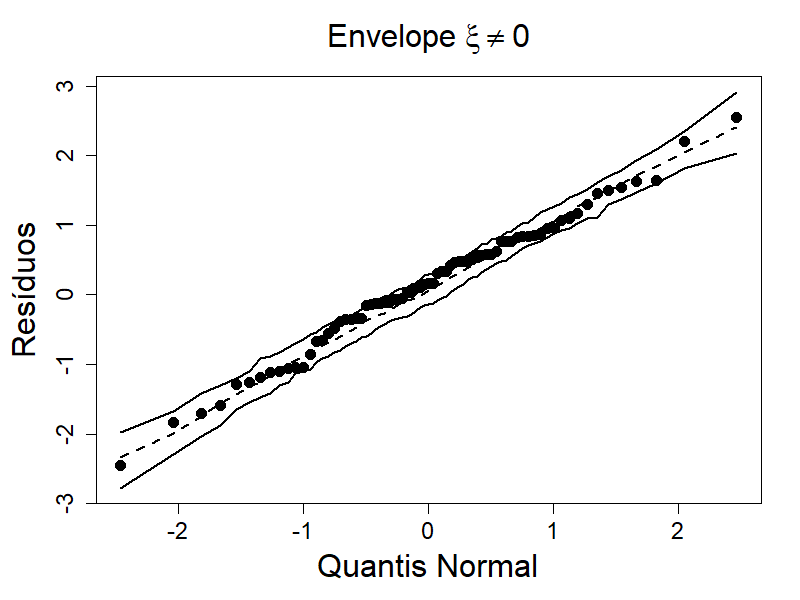 Envelope ξ ≠ 0
3
2
1
0
-1
-2
-3
Resíduos
-2 -1 0 1 2
Quantis Normal